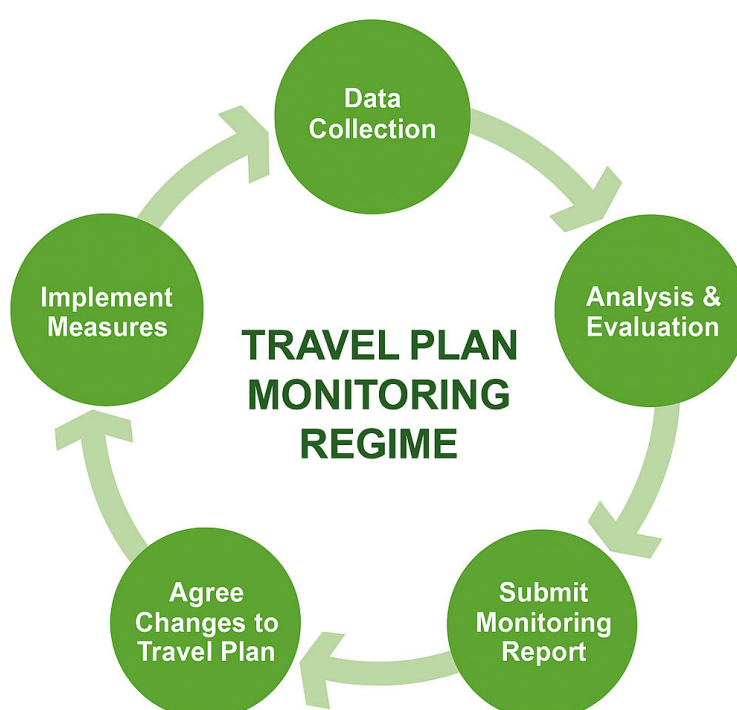 Data
Collection
Analysis &
Evaluation
Submit
Monitoring
Report
Agree
Changes to
Travel Plan
Implement
Measures
TRAVEL PLAN
MONITORING
REGIME